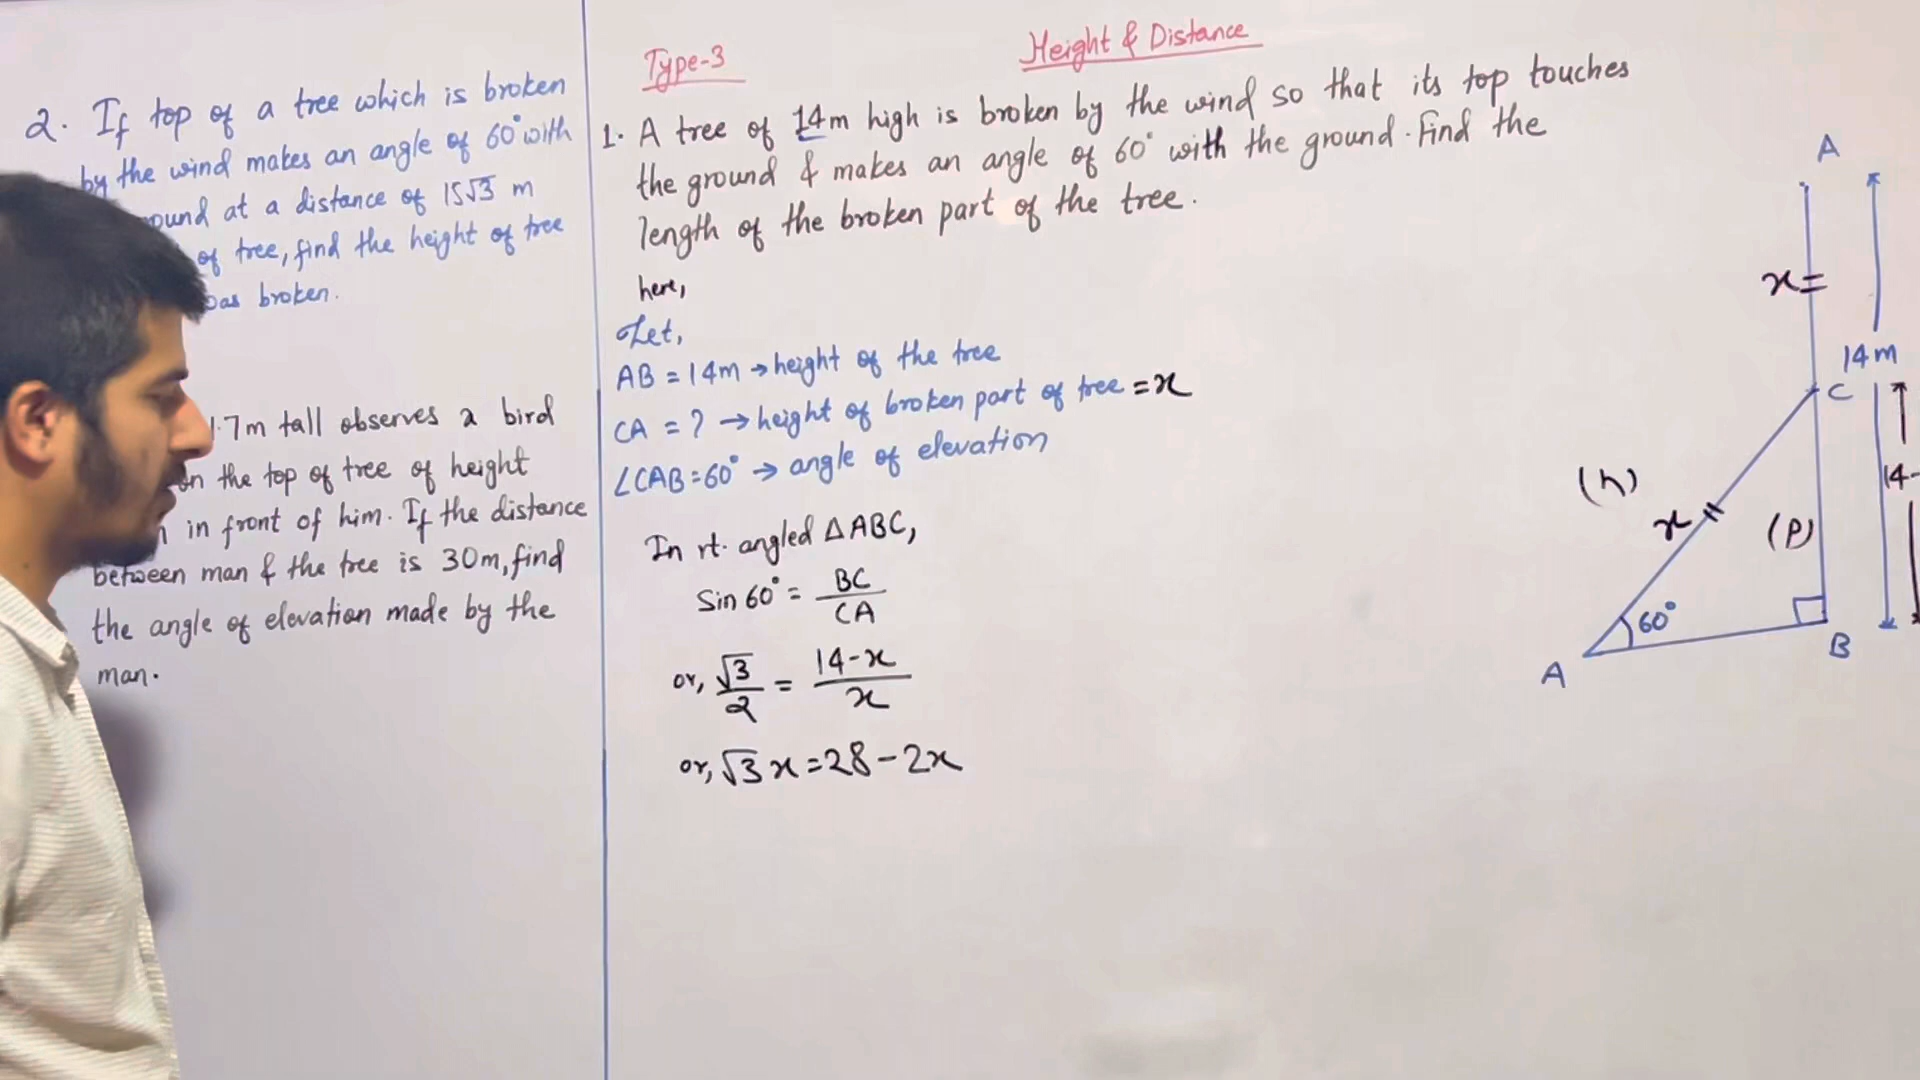 2. If top of a tree which is broken
by the wind makes an angle of 60° with
ound at a distance of 15√3 m
of tree, find the height of tree
was broken.
1.7m tall observes a bird
on the top of tree of height
in front of him. If the distance
between man & the tree is 30m, find
the angle of elevation made by the
man.
Type-3
Height & Distance
1. A tree of 14m high is broken by the wind so that its top touches
the ground & makes an angle of 60° with the ground. Find the
length of the broken part of the tree.
here,
Let,
AB = 14m → height of the tree
CA = ? → height of broken part of tree = x
∠CAB = 60° → angle of elevation
In rt. angled △ABC,
Sin 60° = BC/CA
or, √3/2 = 14-x/x
or, √3x = 28 - 2x
A
x
14m
C
(h)
14-
x
(P)
60°
B
A